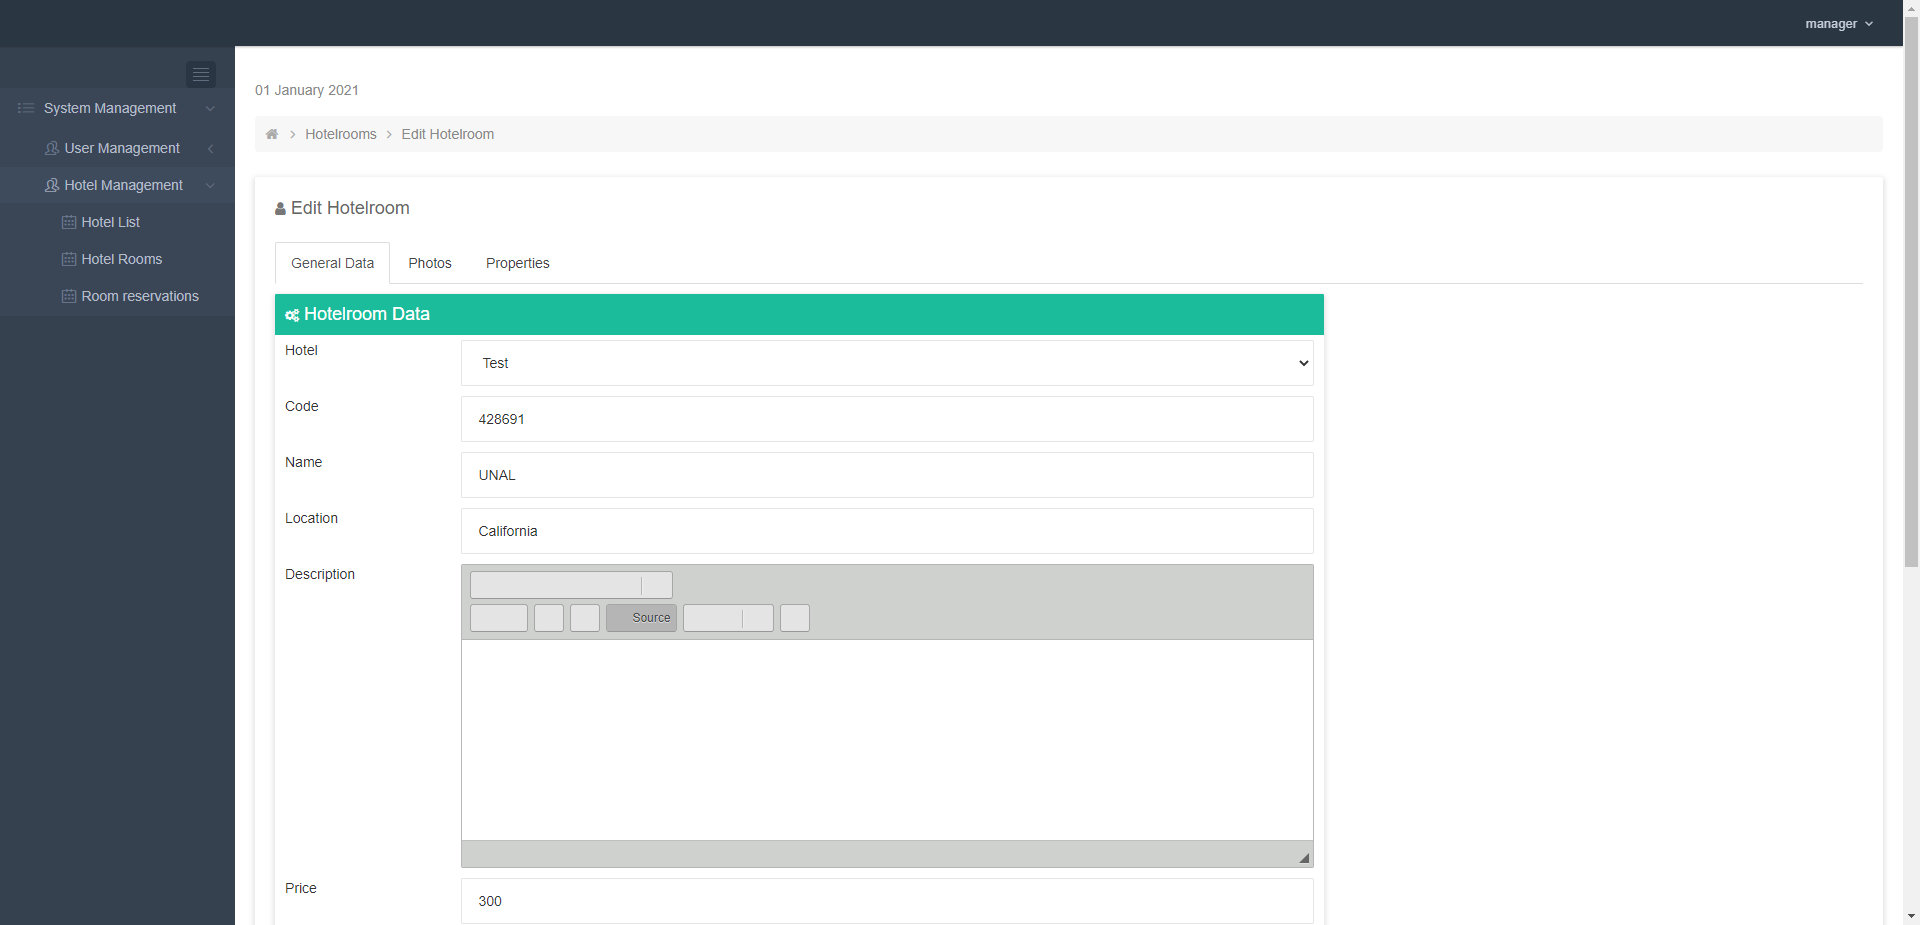 manager
System Management
User Management
Hotel Management
Hotel List
Hotel Rooms
Room reservations
01 January 2021
Hotelrooms
Edit Hotelroom
Edit Hotelroom
General Data
Photos
Properties
Hotelroom Data
Hotel
Test
Code
428691
Name
UNAL
Location
California
Description
Source
Price
300